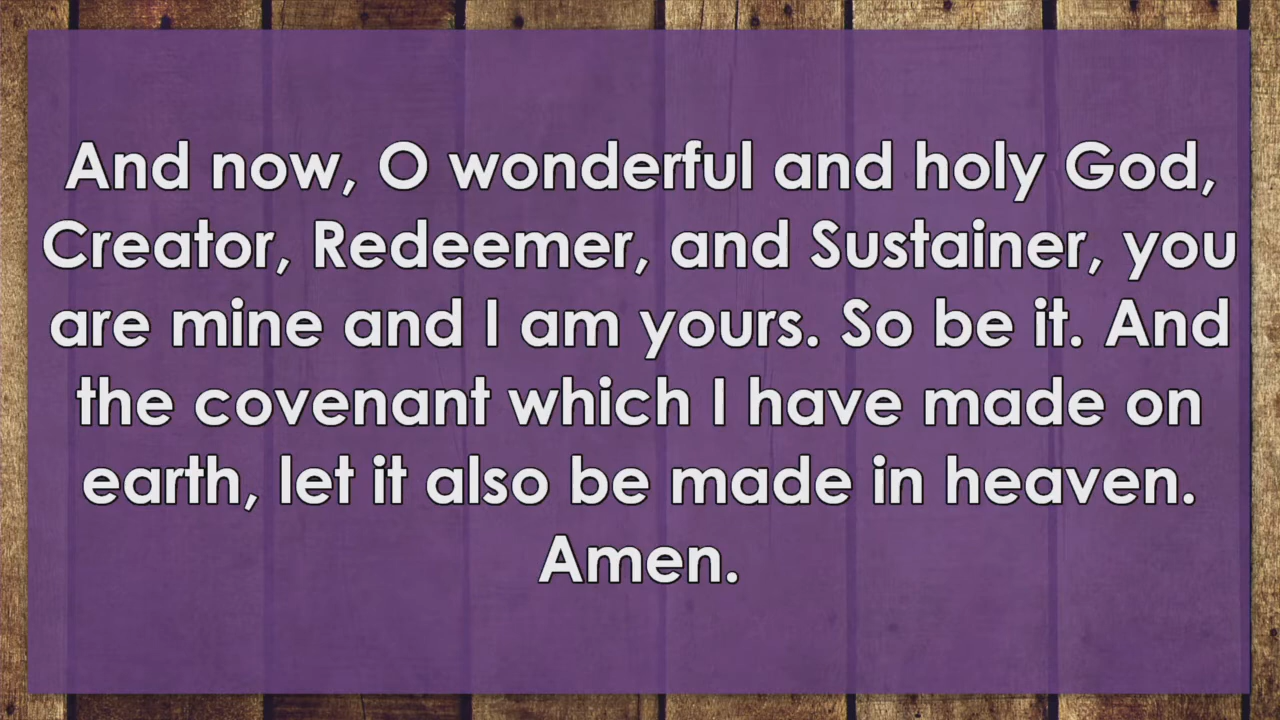 And now, O wonderful and holy God,
Creator, Redeemer, and Sustainer, you
are mine and I am yours. So be it. And
the covenant which I have made on
earth, let it also be made in heaven.
Amen.